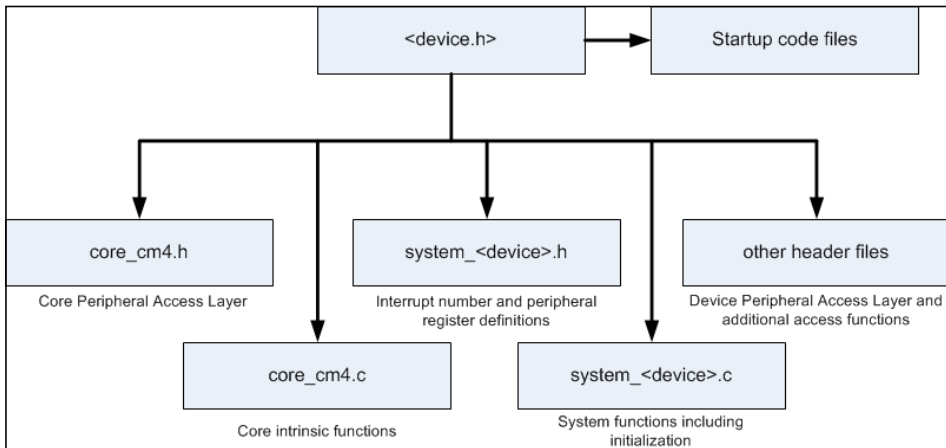 <device.h>
Startup code files
core_cm4.h
system_<device>.h
other header files
Core Peripheral Access Layer
Interrupt number and peripheral
register definitions
Device Peripheral Access Layer and
additional access functions
core_cm4.c
system_<device>.c
Core intrinsic functions
System functions including
initialization